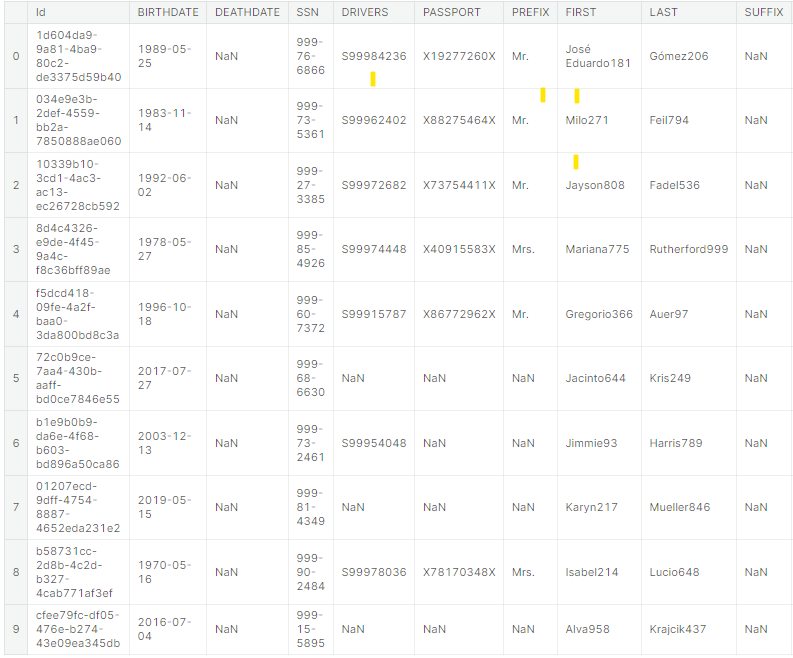 Id BIRTHDATE DEATHDATE SSN DRIVERS PASSPORT PREFIX FIRST LAST SUFFIX
0 1d604da9-9a81-4ba9-80c2-de3375d59b40 1989-05-25 NaN 999-76-6866 S99984236 X19277260X Mr. José Eduardo181 Gómez206 NaN
1 034e9e3b-2def-4559-bb2a-7850888ae060 1983-11-14 NaN 999-73-5361 S99962402 X88275464X Mr. Milo271 Feil794 NaN
2 10339b10-3cd1-4ac3-ac13-ec26728cb592 1992-06-02 NaN 999-27-3385 S99972682 X73754411X Mr. Jayson808 Fadel536 NaN
3 8d4c4326-e9de-4f45-9a4c-f8c36bff89ae 1978-05-27 NaN 999-85-4926 S99974448 X40915583X Mrs. Mariana775 Rutherford999 NaN
4 f5dcd418-09fe-4a2f-baa0-3da800bd8c3a 1996-10-18 NaN 999-60-7372 S99915787 X86772962X Mr. Gregorio366 Auer97 NaN
5 72c0b9ce-7aa4-430b-aaff-bd0ce7846e55 2017-07-27 NaN 999-68-6630 NaN NaN NaN Jacinto644 Kris249 NaN
6 b1e9b0b9-da6e-4f68-b603-bd896a50ca86 2003-12-13 NaN 999-73-2461 S99954048 NaN NaN Jimmie93 Harris789 NaN
7 01207ecd-9dff-4754-8887-4652eda231e2 2019-05-15 NaN 999-81-4349 NaN NaN NaN Karyn217 Mueller846 NaN
8 b58731cc-2d8b-4c2d-b327-4cab771af3ef 1970-05-16 NaN 999-90-2484 S99978036 X78170348X Mrs. Isabel214 Lucio648 NaN
9 cfee79fc-df05-476e-b274-43e09ea345db 2016-07-04 NaN 999-15-5895 NaN NaN NaN Alva958 Krajcik437 NaN